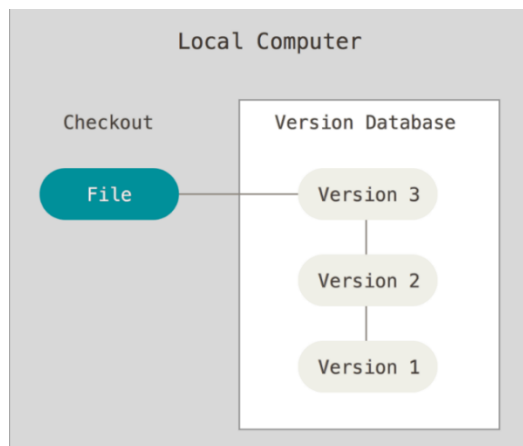 Local Computer
Checkout
Version Database
File
Version 3
Version 2
Version 1